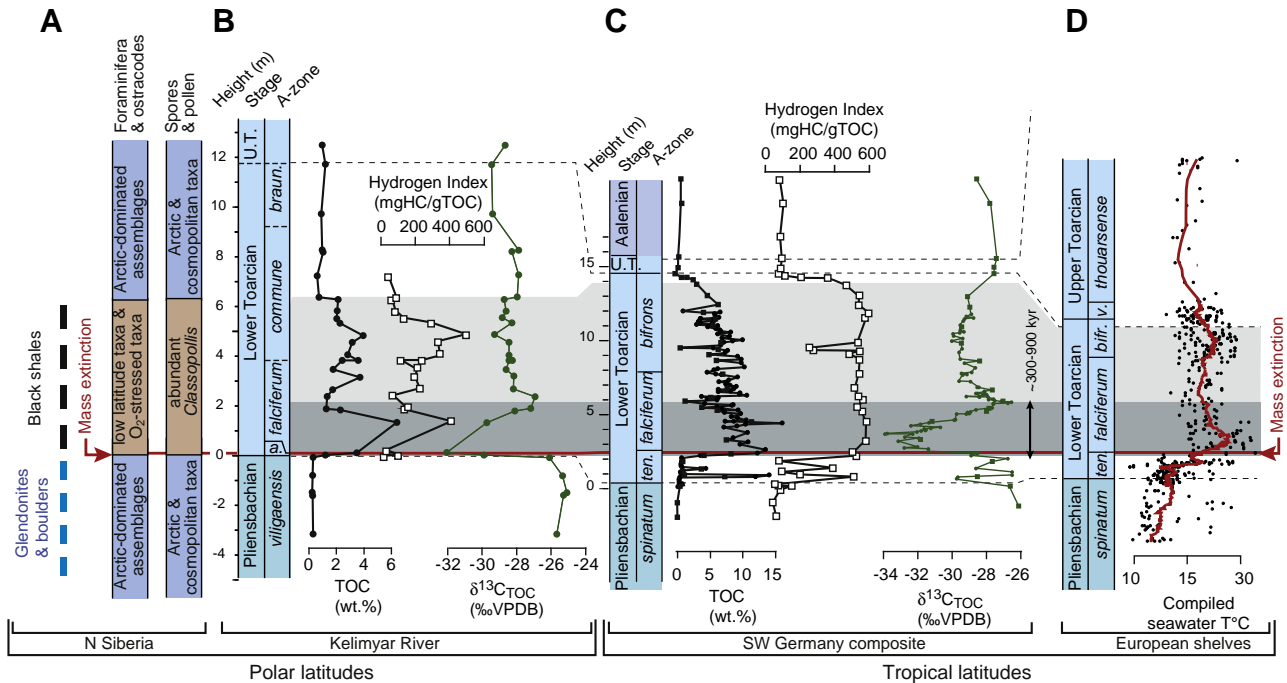 A
B
C
D
Foraminifera
& ostracodes
Spores
& pollen
Height (m)
Stage
A-zone
Black shales
Mass extinction
Glendonites
& boulders
Arctic-dominated
assemblages
low latitude taxa &
O2-stressed taxa
Arctic-dominated
assemblages
Arctic &
cosmopolitan taxa
abundant
Classopollis
Arctic &
cosmopolitan taxa
12
10
8
6
4
2
0
-2
-4
U.T.
Lower Toarcian
Pliensbachian
braun.
commune
falciferum
a.\
viligaensis
Hydrogen Index
(mgHC/gTOC)
0 200 400 600
0 2 4 6
TOC
(wt.%)
-32 -30 -28 -26 -24
δ13CTOC
(‰VPDB)
Height (m)
Stage
A-zone
15
10
5
0
Aalenian
U.T.
Lower Toarcian
Pliensbachian
bifrons
falciferum
ten.
spinatum
Hydrogen Index
(mgHC/gTOC)
0 200 400 600
0 5 10 15
TOC
(wt.%)
-34 -32 -30 -28 -26
δ13CTOC
(‰VPDB)
~300-900 kyr
Upper Toarcian
Lower Toarcian
Pliensbachian
thouarsense
v.
bifr.
falciferum
ten.
spinatum
Mass extinction
10 15 30
Compiled
seawater T°C
N Siberia
Kelimyar River
SW Germany composite
European shelves
Polar latitudes
Tropical latitudes